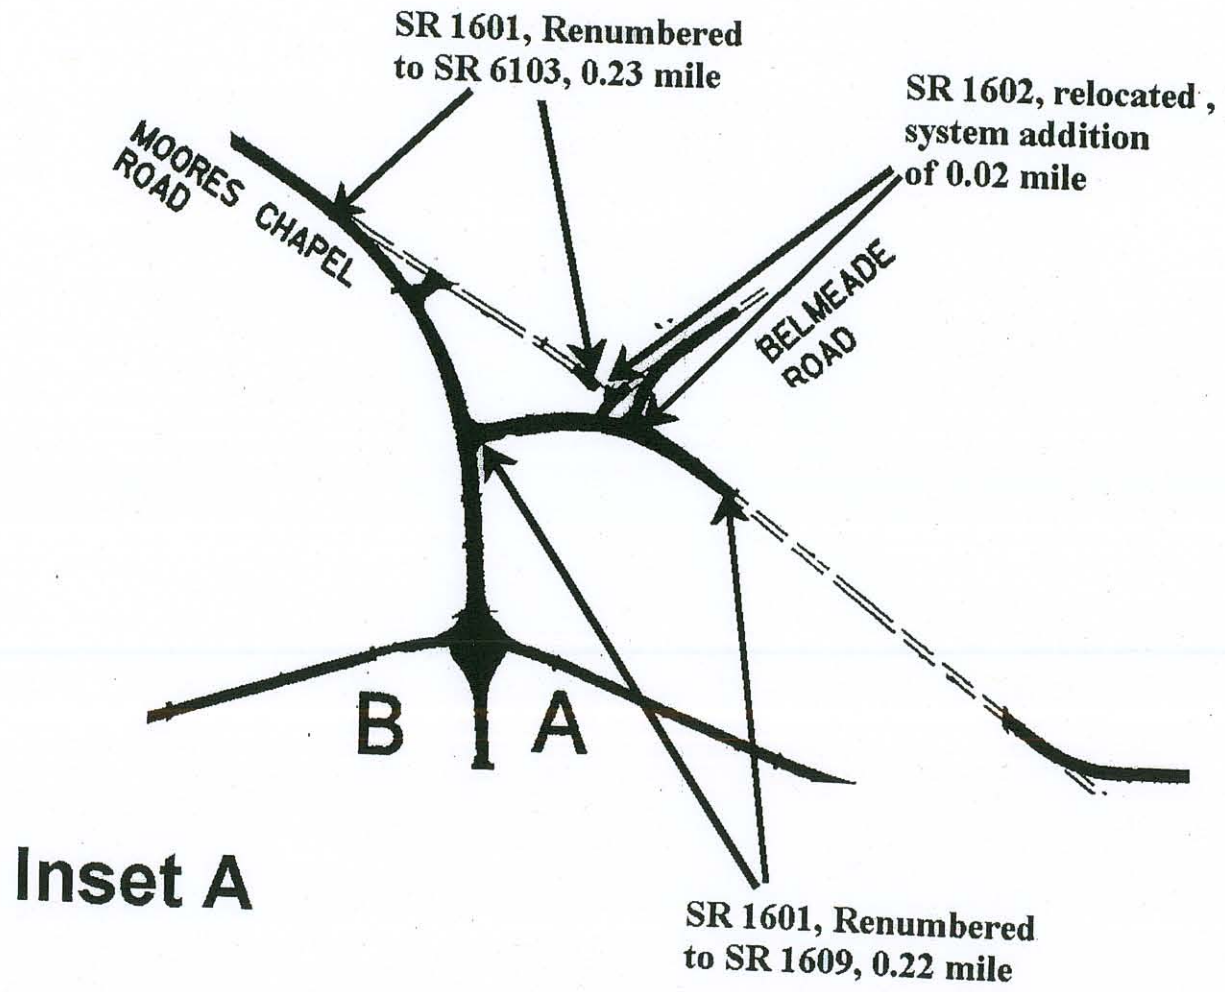 SR 1601, Renumbered
to SR 6103, 0.23 mile
SR 1602, relocated ,
system addition
of 0.02 mile
MOORES CHAPEL
ROAD
BELMEADE
ROAD
B A
Inset A
SR 1601, Renumbered
to SR 1609, 0.22 mile